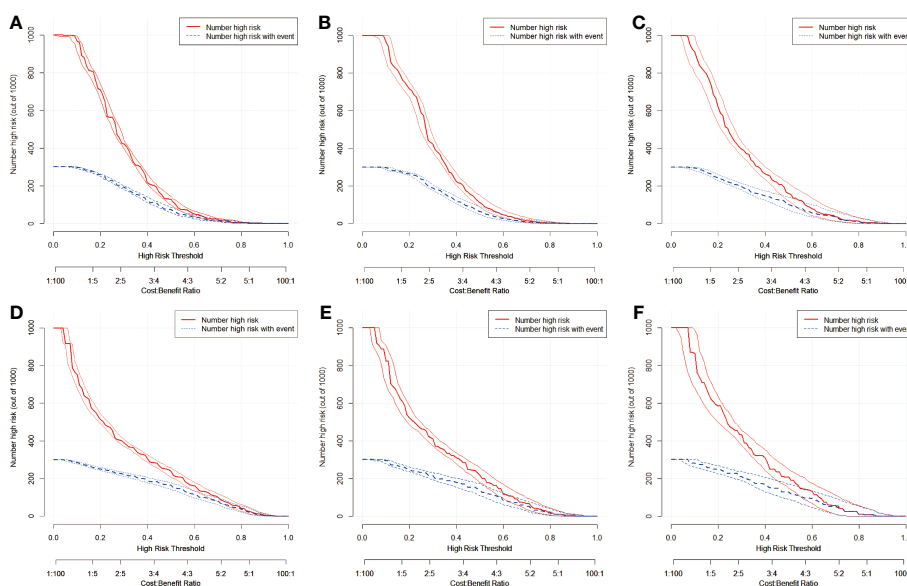 A
Number high risk
Number high risk with event
Number high risk (out of 1000)
0 200 400 600 800 1000
0.0 0.2 0.4 0.6 0.8 1.0
High Risk Threshold
1:100 1:5 2:5 3:4 4:3 5:2 5:1 100:1
Cost:Benefit Ratio
B
Number high risk
Number high risk with event
Number high risk (out of 1000)
0 200 400 600 800 1000
0.0 0.2 0.4 0.6 0.8 1.0
High Risk Threshold
1:100 1:5 2:5 3:4 4:3 5:2 5:1 100:1
Cost:Benefit Ratio
C
Number high risk
Number high risk with event
Number high risk (out of 1000)
0 200 400 600 800 1000
0.0 0.2 0.4 0.6 0.8 1.
High Risk Threshold
1:100 1:5 2:5 3:4 4:3 5:2 5:1 100:
Cost:Benefit Ratio
D
Number high risk
Number high risk with event
Number high risk (out of 1000)
0 200 400 600 800 1000
0.0 0.2 0.4 0.6 0.8 1.0
High Risk Threshold
1:100 1:5 2:5 3:4 4:3 5:2 5:1 100:1
Cost:Benefit Ratio
E
Number high risk
Number high risk with event
Number high risk (out of 1000)
0 200 400 600 800 1000
0.0 0.2 0.4 0.6 0.8 1.0
High Risk Threshold
1:100 1:5 2:5 3:4 4:3 5:2 5:1 100:1
Cost:Benefit Ratio
F
Number high risk
Number high risk with eve
Number high risk (out of 1000)
0 200 400 600 800 1000
0.0 0.2 0.4 0.6 0.8 1.
High Risk Threshold
1:100 1:5 2:5 3:4 4:3 5:2 5:1 100:
Cost:Benefit Ratio